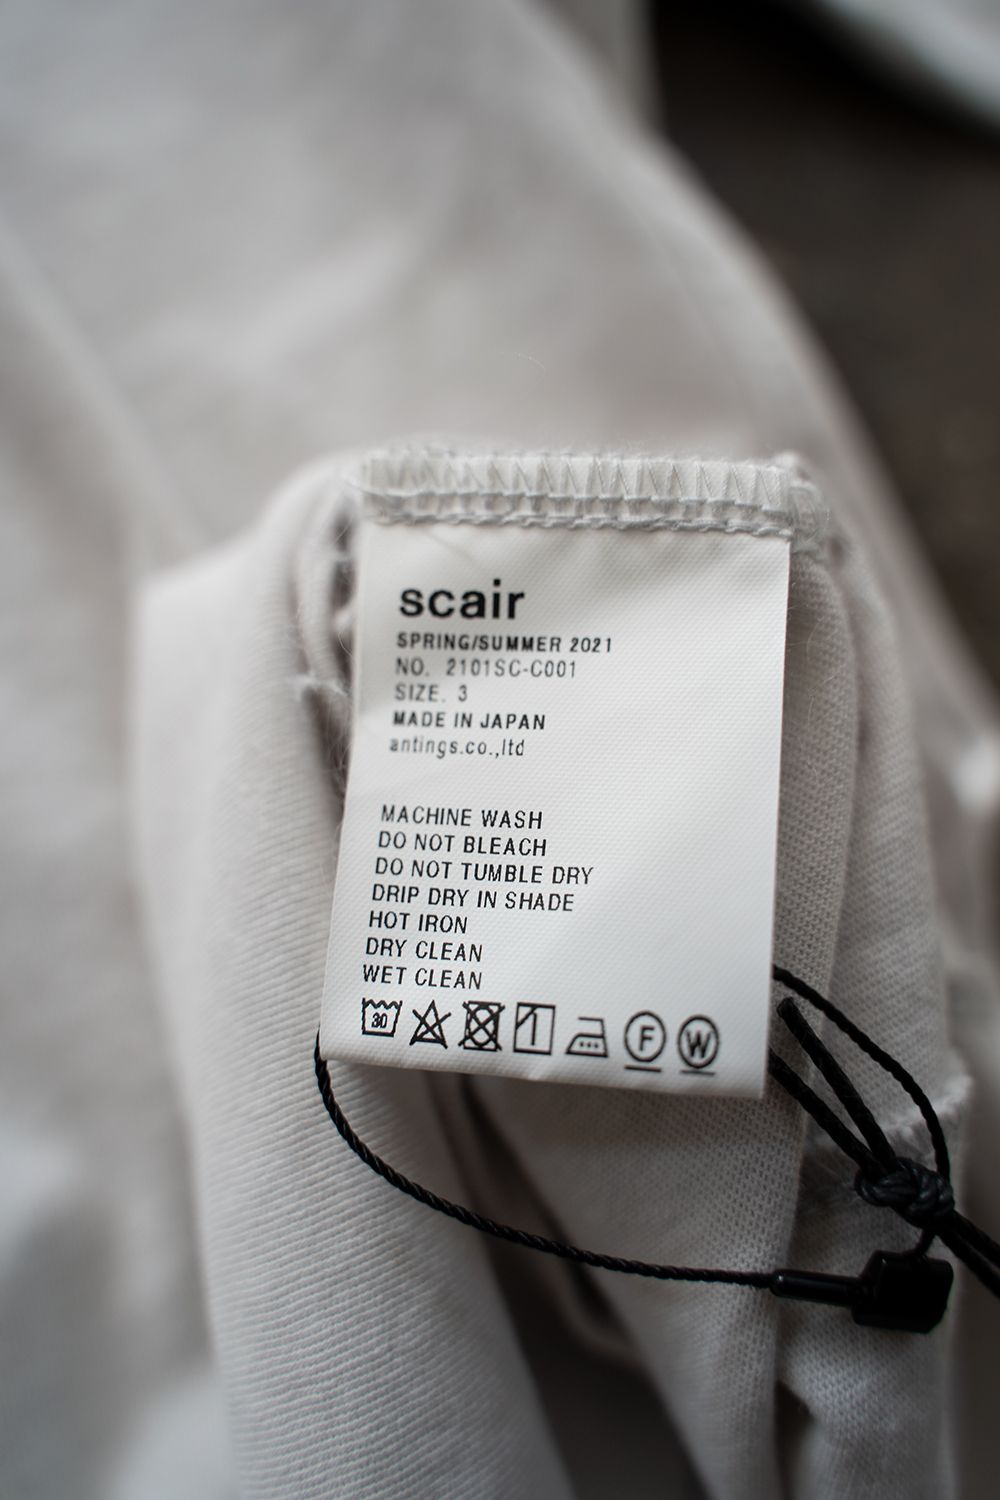 scair
SPRING/SUMMER 2021
NO. 2101SC-C001
SIZE. 3
MADE IN JAPAN
antings.co.,ltd
MACHINE WASH
DO NOT BLEACH
DO NOT TUMBLE DRY
DRIP DRY IN SHADE
HOT IRON
DRY CLEAN
WET CLEAN
30 F W